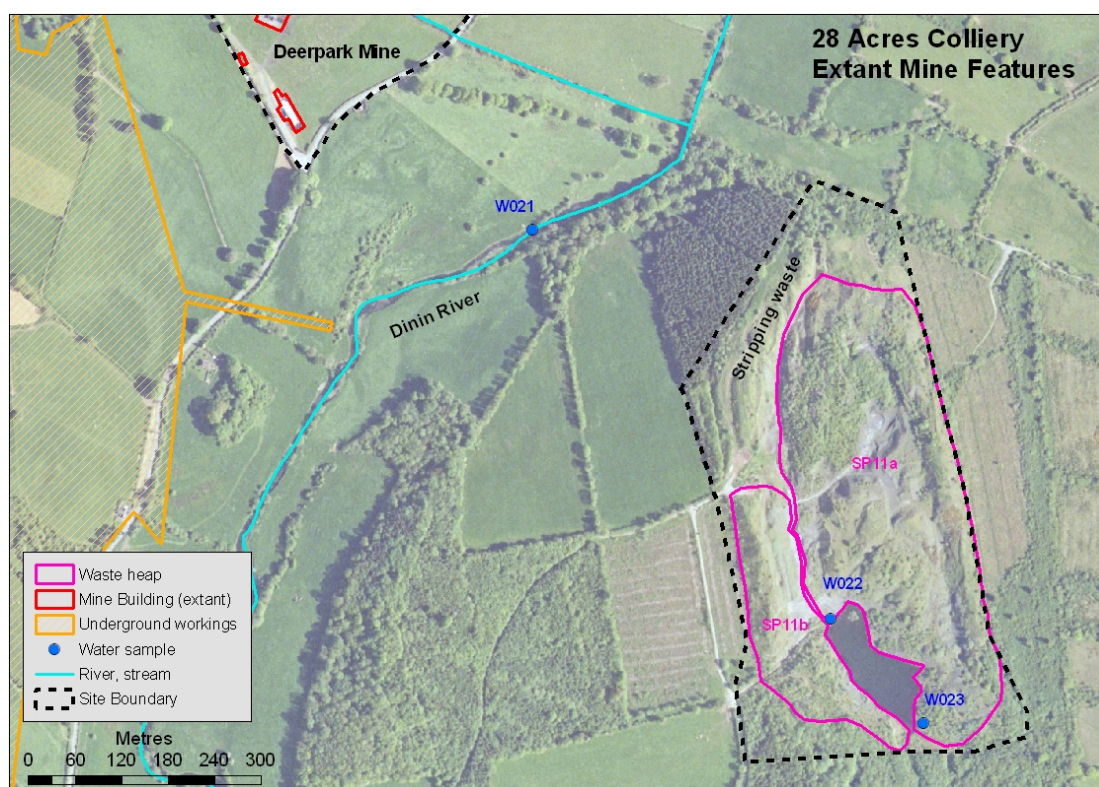 28 Acres Colliery
Extant Mine Features
Deerpark Mine
W021
Dinin River
Stripping waste
SP11a
W022
SP11b
W023
Waste heap
Mine Building (extant)
Underground workings
Water sample
River, stream
Site Boundary
Metres
0 60 120 180 240 300